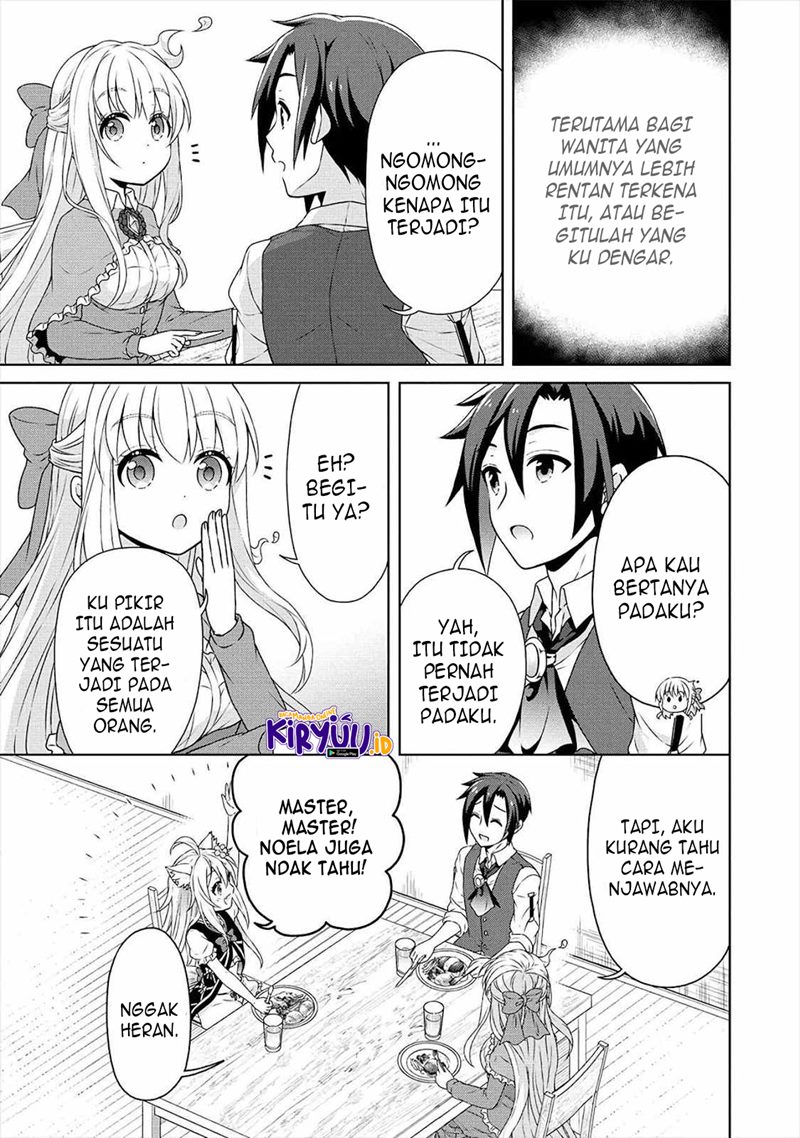 TERUTAMA BAGI
WANITA YANG
UMUMNYA LEBIH
RENTAN TERKENA
ITU, ATAU BE-
GITULAH YANG
KU DENGAR.
...
NGOMONG-
NGOMONG
KENAPA ITU
TERJADI?
APA KAU
BERTANYA
PADAKU?
YAH,
ITU TIDAK
PERNAH
TERJADI
PADAKU.
EH?
BEGI-
TU YA?
KU PIKIR
ITU ADALAH
SESUATU
YANG TER-
JADI PADA
SEMUA
ORANG.
KIRYUU.ID
TAPI, AKU
KURANG TAHU
CARA ME-
NJAWABNYA.
MASTER,
MASTER!
NOELA JUGA
NDAK TAHU!
NGGAK
HERAN.